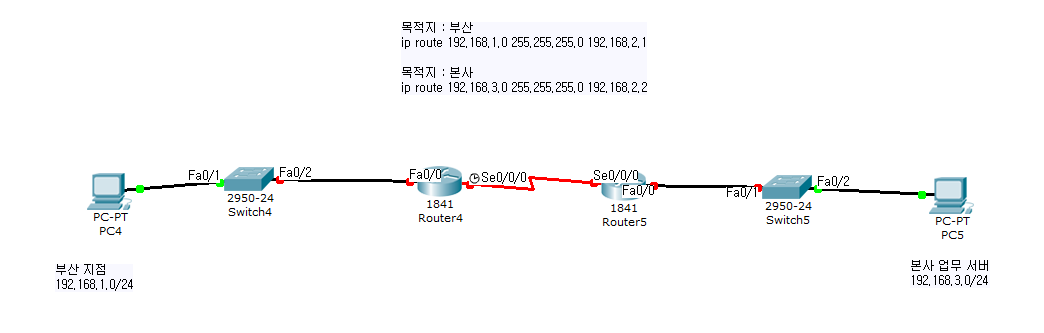 목적지 : 부산
ip route 192.168.1.0 255.255.255.0 192.168.2.1
목적지 : 본사
ip route 192.168.3.0 255.255.255.0 192.168.2.2
Fa0/1
Fa0/2
Fa0/0
Se0/0/0
Se0/0/0
Fa0/0
Fa0/1
Fa0/2
PC-PT
PC4
2950-24
Switch4
1841
Router4
1841
Router5
2950-24
Switch5
PC-PT
PC5
부산 지점
192.168.1.0/24
본사 업무 서버
192.168.3.0/24